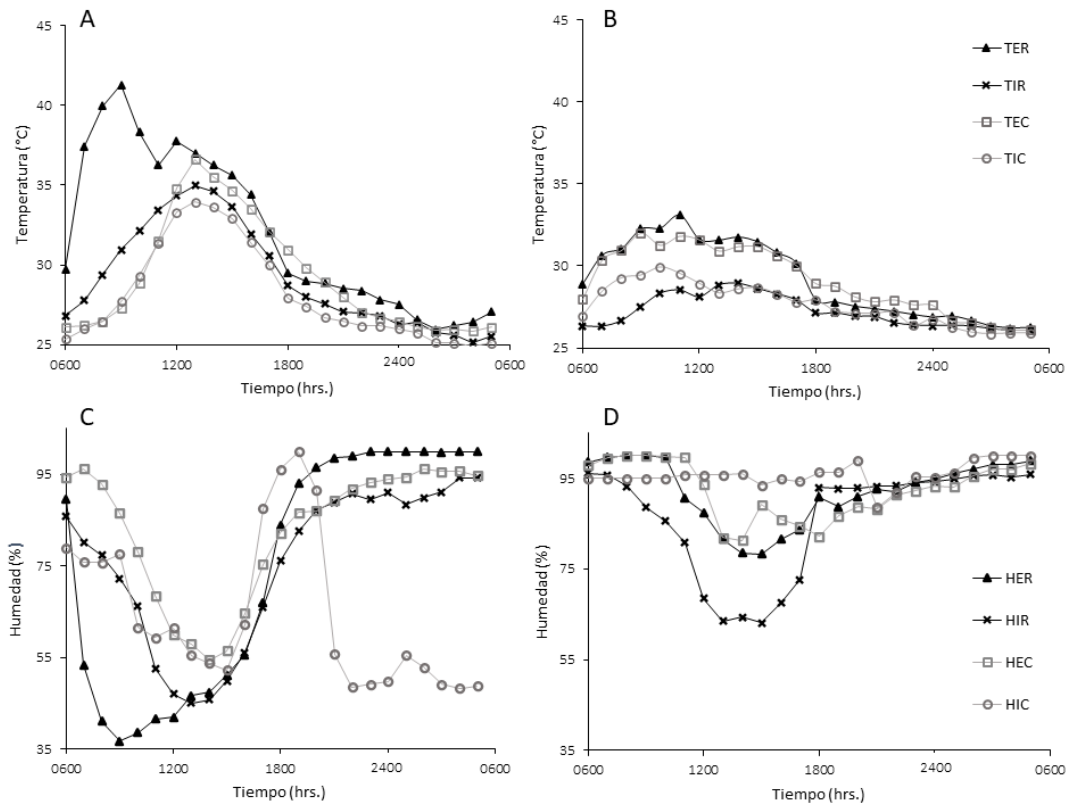 A
45
40
35
30
25
Temperatura (°C)
0600
1200
1800
2400
0600
Tiempo (hrs.)
B
45
40
35
30
25
Temperatura (°C)
0600
1200
1800
2400
0600
Tiempo (hrs.)
TER
TIR
TEC
TIC
C
95
75
55
35
Humedad (%)
0600
1200
1800
2400
0600
Tiempo (hrs.)
D
95
75
55
35
Humedad (%)
0600
1200
1800
2400
0600
Tiempo (hrs.)
HER
HIR
HEC
HIC